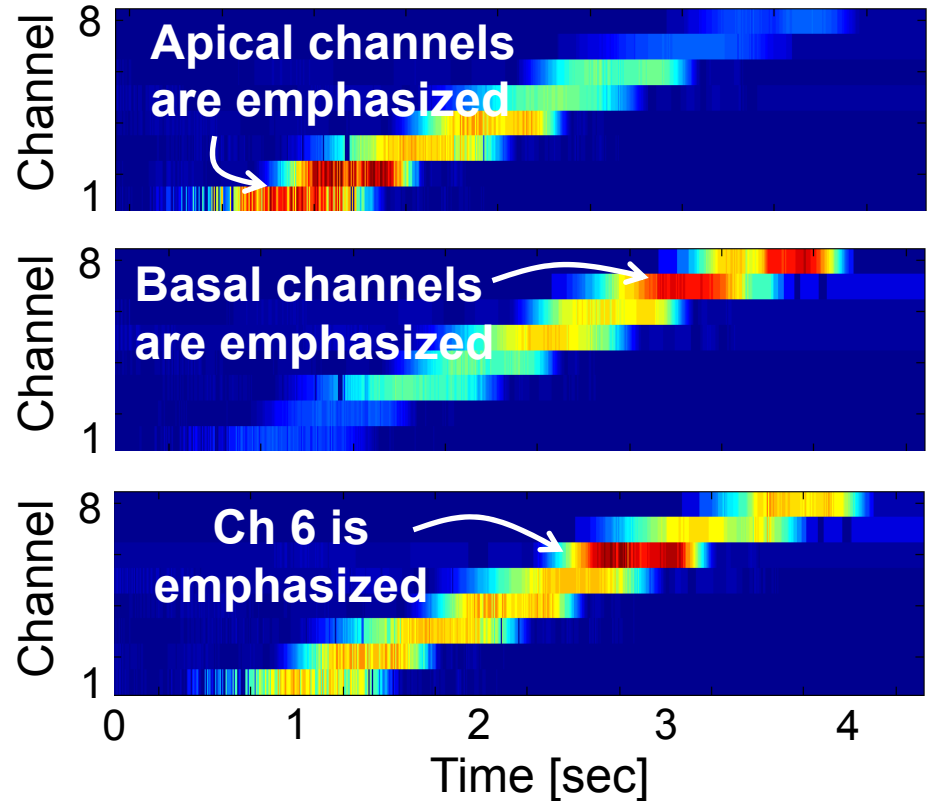 8
Channel
1
Apical channels
are emphasized
8
Channel
1
Basal channels
are emphasized
8
Channel
1
Ch 6 is
emphasized
0 1 2 3 4
Time [sec]